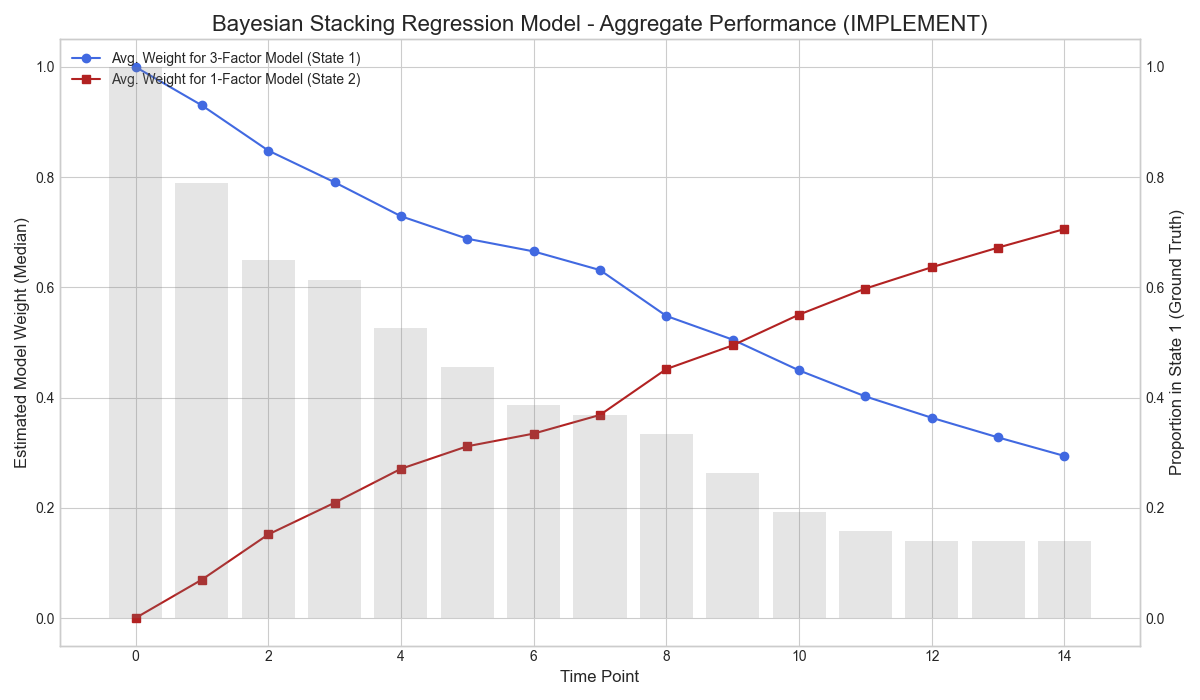 Bayesian Stacking Regression Model - Aggregate Performance (IMPLEMENT)
Avg. Weight for 3-Factor Model (State 1)
Avg. Weight for 1-Factor Model (State 2)
Estimated Model Weight (Median)
1.0
0.8
0.6
0.4
0.2
0.0
1.0
0.8
0.6
0.4
0.2
0.0
Proportion in State 1 (Ground Truth)
0 2 4 6 8 10 12 14
Time Point